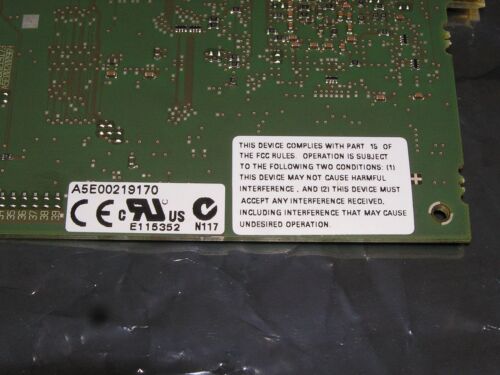 THIS DEVICE COMPLIES WITH PART 15 OF
THE FCC RULES. OPERATION IS SUBJECT
TO THE FOLLOWING TWO CONDITIONS: (1)
THIS DEVICE MAY NOT CAUSE HARMFUL
INTERFERENCE , AND (2) THIS DEVICE MUST
ACCEPT ANY INTERFERENCE RECEIVED,
INCLUDING INTERFERENCE THAT MAY CAUSE
UNDESIRED OPERATION.
A5E00219170
CE C UR US
E115352 N117